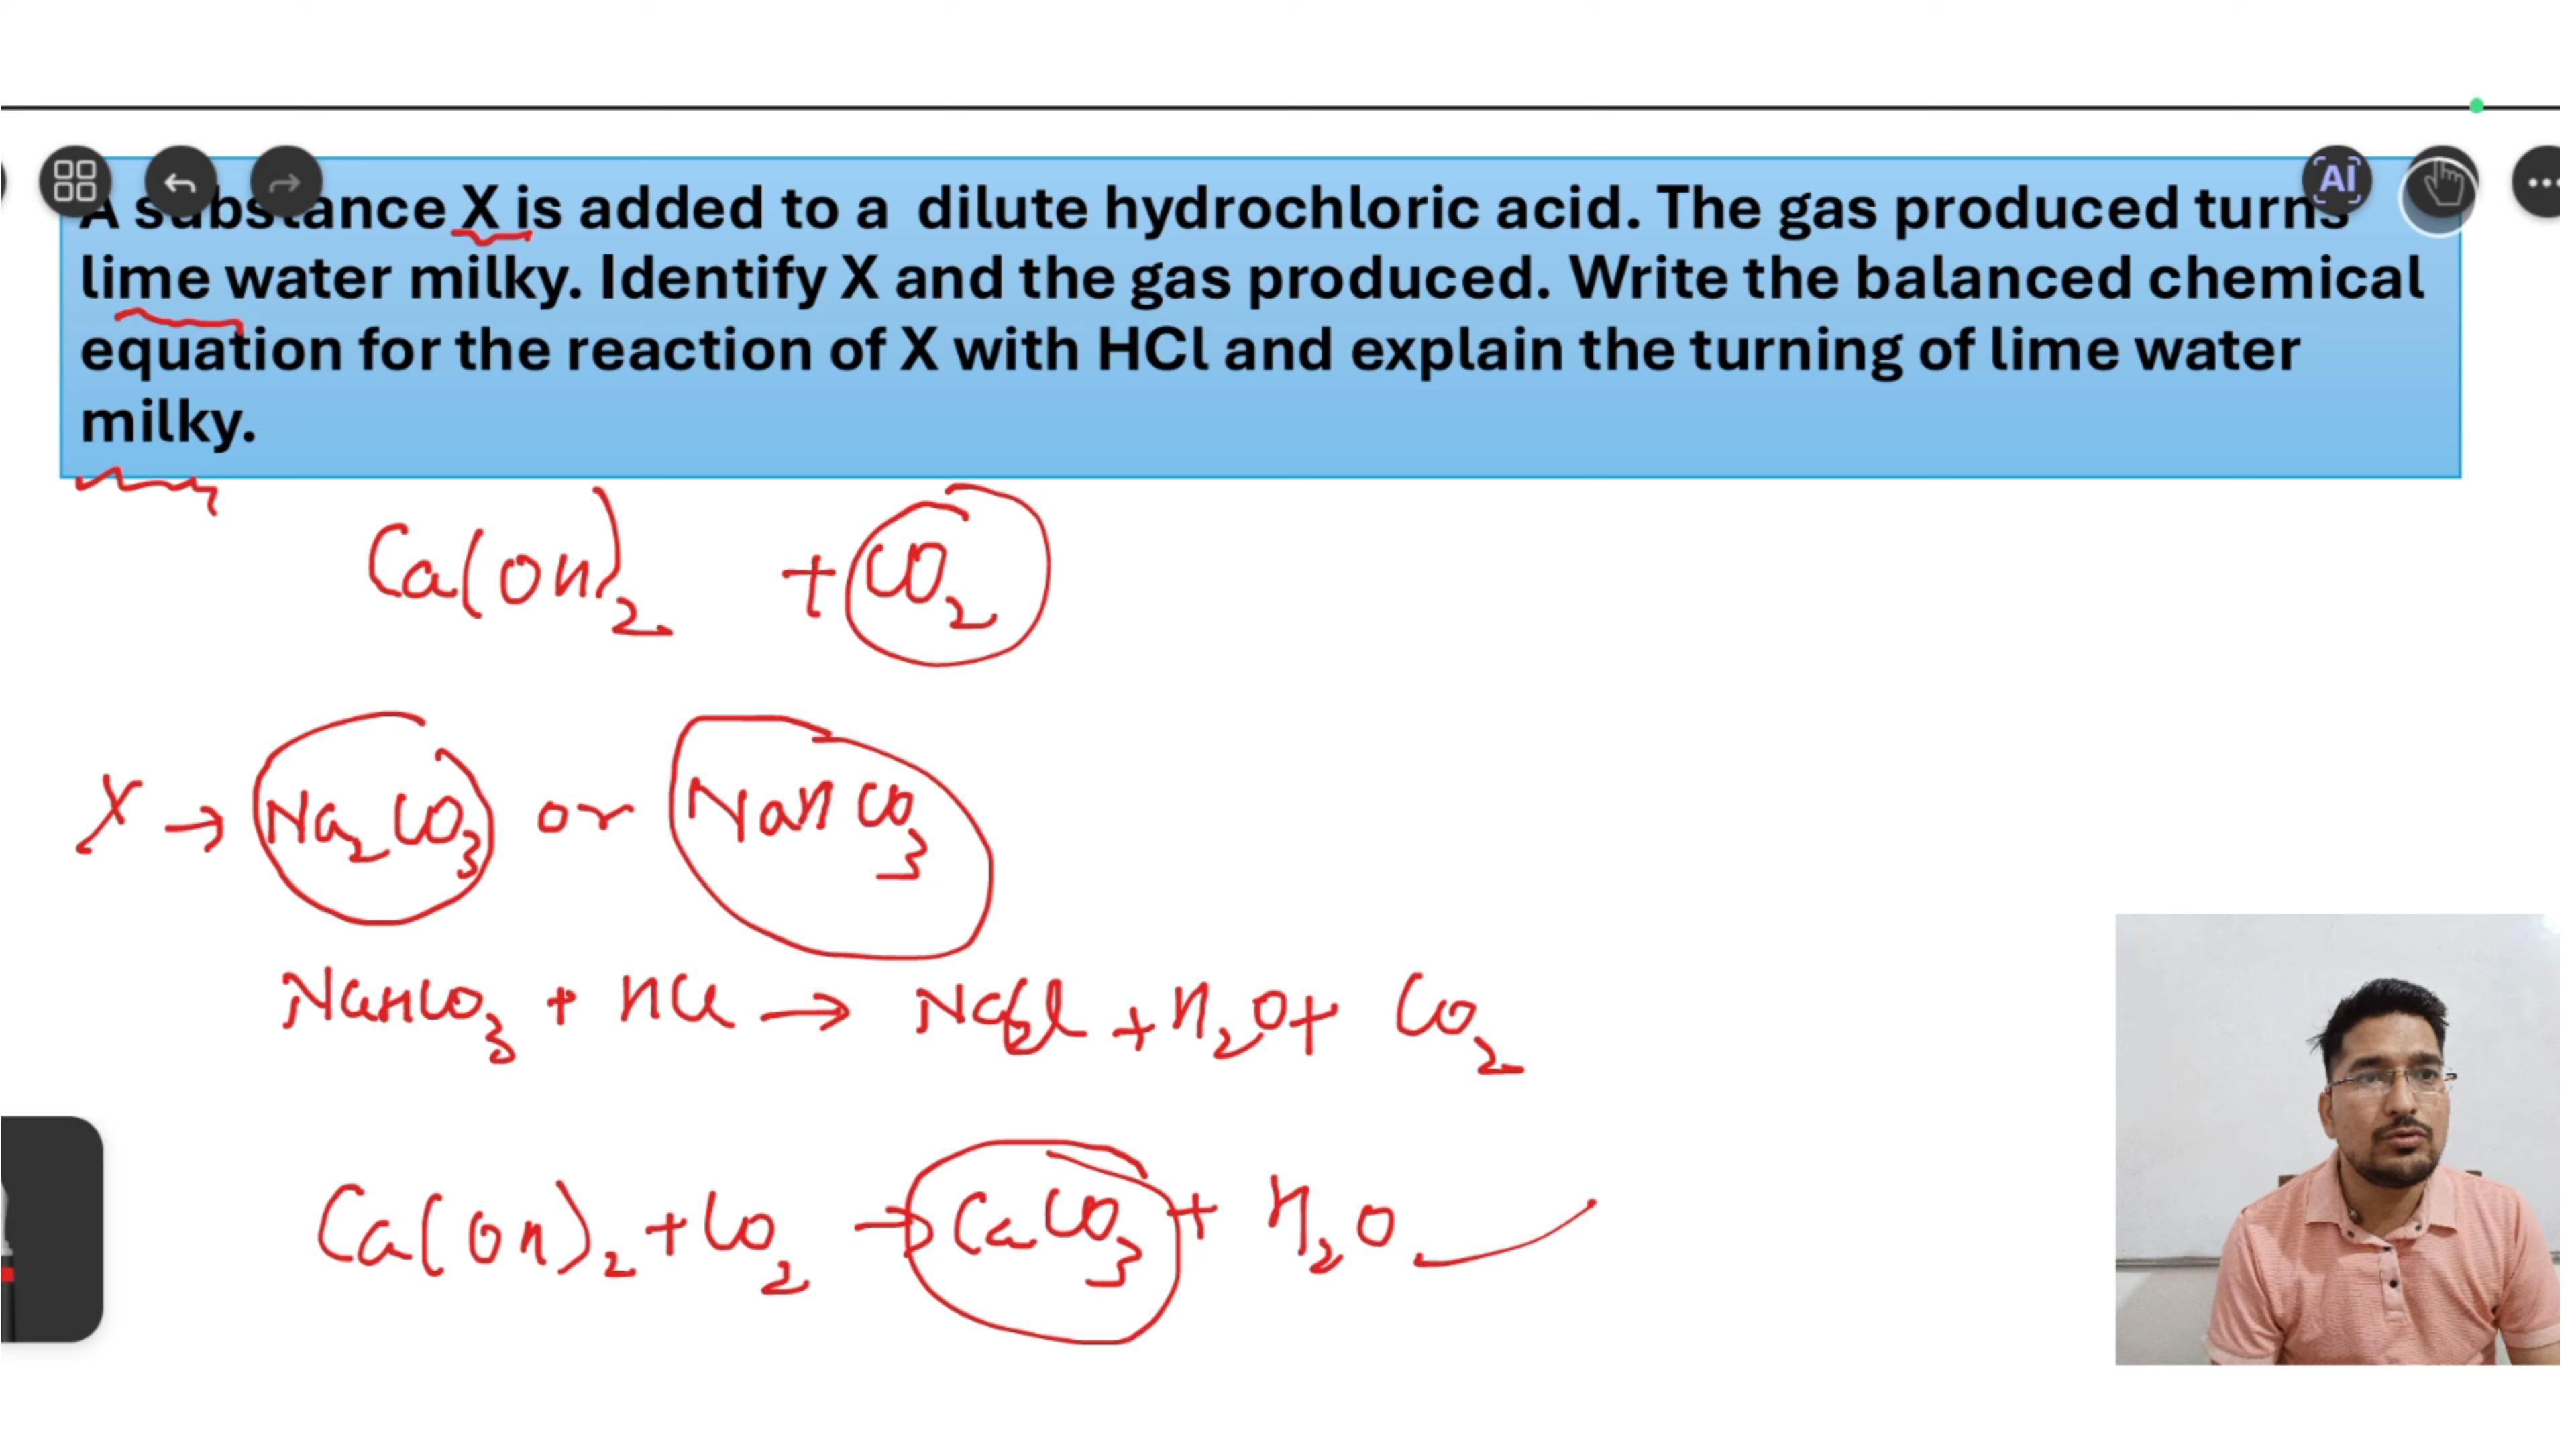 AI
A substance X is added to a dilute hydrochloric acid. The gas produced turns
lime water milky. Identify X and the gas produced. Write the balanced chemical
equation for the reaction of X with HCl and explain the turning of lime water
milky.
Ca(OH)₂ + CO₂
X → Na₂CO₃ or NaHCO₃
NaHCO₃ + HCl → NaCl + H₂O + CO₂
Ca(OH)₂ + CO₂ → CaCO₃ + H₂O